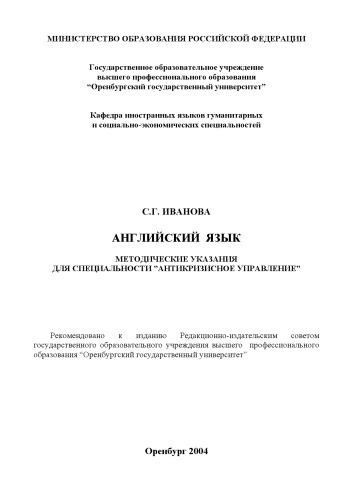 МИНИСТЕРСТВО ОБРАЗОВАНИЯ РОССИЙСКОЙ ФЕДЕРАЦИИ
Государственное образовательное учреждение
высшего профессионального образования
“Оренбургский государственный университет”
Кафедра иностранных языков гуманитарных
и социально-экономических специальностей
С.Г. ИВАНОВА
АНГЛИЙСКИЙ ЯЗЫК
МЕТОДИЧЕСКИЕ УКАЗАНИЯ
ДЛЯ СПЕЦИАЛЬНОСТИ "АНТИКРИЗИСНОЕ УПРАВЛЕНИЕ"
Рекомендовано к изданию Редакционно-издательским советом
государственного образовательного учреждения высшего профессионального
образования “Оренбургский государственный университет”
Оренбург 2004